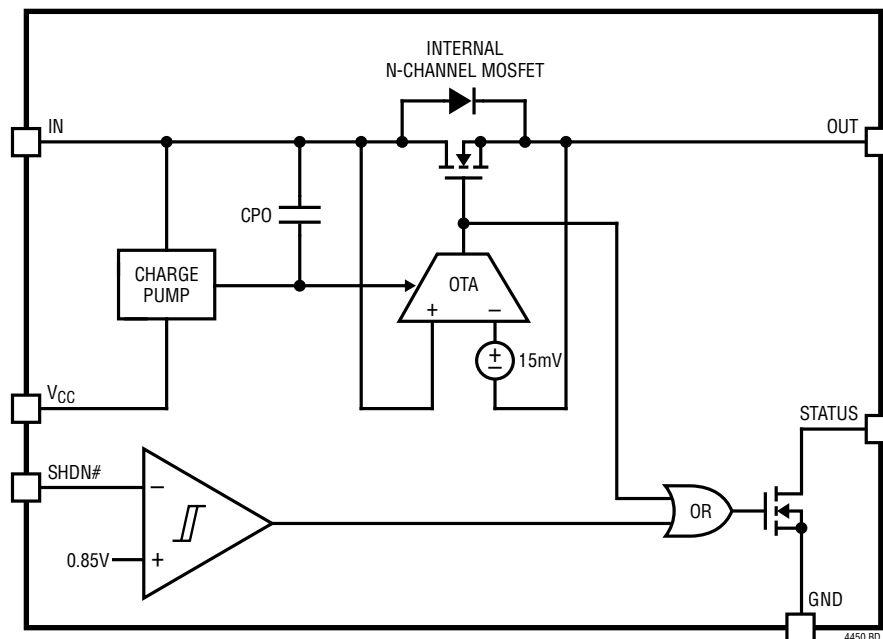 INTERNAL
N-CHANNEL MOSFET
IN
OUT
CPO
CHARGE
PUMP
OTA
+
−
+
−
15mV
VCC
STATUS
SHDN#
−
OR
0.85V
+
GND
4450 BD